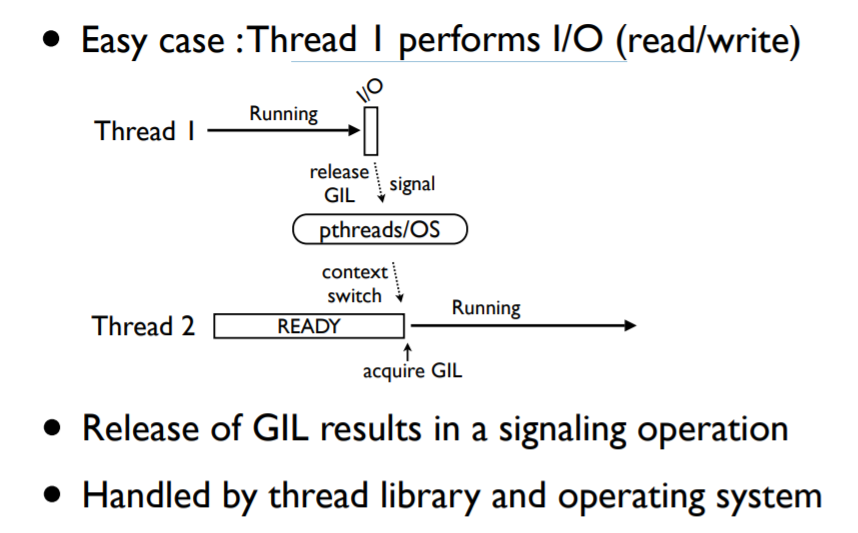 • Easy case : Thread 1 performs I/O (read/write)
I/O
Running
Thread 1
release
GIL
signal
pthreads/OS
context
switch
Running
Thread 2
READY
acquire GIL
• Release of GIL results in a signaling operation
• Handled by thread library and operating system